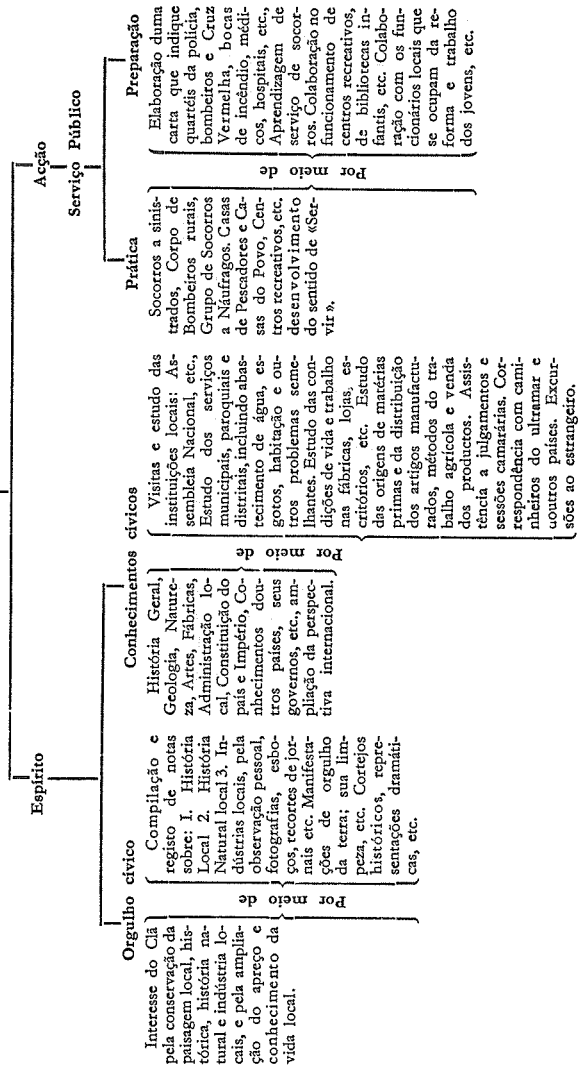 Espírito
Acção
Serviço Público
Orgulho cívico
Conhecimentos cívicos
Prática
Preparação
Interesse do Clã
pela conservação da
paisagem local, his-
tórica, história na-
tural e indústria lo-
cais, e pela amplia-
ção do apreço e
conhecimento da
vida local.
Por meio de
Compilação e
registo de notas
sobre: I. História
Local 2. História
Natural local 3. In-
dústrias locais, pela
observação pessoal,
fotografias, esbo-
ços, recortes de jor-
nais etc. Manifesta-
ções de orgulho
da terra; sua lim-
peza, etc. Cortejos
históricos, repre-
sentações dramáti-
cas, etc.
História Geral,
Geologia, Nature-
za, Artes, Fábricas,
Administração lo-
cal, Constituição do
país e Império, Co-
nhecimentos dou-
tros países, seus
governos, etc., am-
pliação da perspec-
tiva internacional.
Por meio de
Visitas e estudo das
instituições locais: As-
sembleia Nacional, etc.,
Estudo dos serviços
municipais, paroquiais e
distritais, incluindo abas-
tecimento de água, es-
gotos, habitação e ou-
tros problemas seme-
lhantes. Estudo das con-
dições de vida e trabalho
nas fábricas, lojas, es-
critórios, etc. Estudo
das origens de matérias
primas e da distribuição
dos artigos manufactu-
rados, métodos do tra-
balho agrícola e venda
dos productos. Assis-
tência a julgamentos e
sessões camarárias. Cor-
respondência com cami-
nheiros do ultramar e
uoutros países. Excur-
sões ao estrangeiro.
Socorros a sinis-
trados, Corpo de
Bombeiros rurais,
Grupo de Socorros
a Náufragos. Casas
de Pescadores e Ca-
sas do Povo, Cen-
tros recreativos, etc.
desenvolvimento
do sentido de «Ser-
vir».
Por meio de
Elaboração duma
carta que indique
quartéis da polícia,
bombeiros e Cruz
Vermelha, bocas
de incêndio, médi-
cos, hospitais, etc.,
Aprendizagem de
serviço de socor-
ros. Colaboração no
funcionamento de
centros recreativos,
de bibliotecas in-
fantis, etc. Colabo-
ração com os fun-
cionários locais que
se ocupam da re-
forma e trabalho
dos jovens, etc.